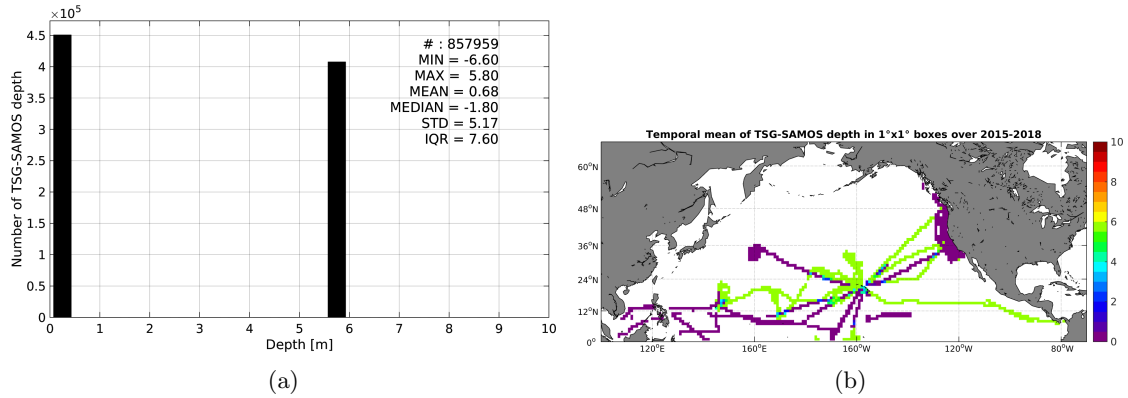 ×10⁵
4.5
4
3.5
3
2.5
2
1.5
1
0.5
0
Number of TSG-SAMOS depth
# : 857959
MIN = -6.60
MAX = 5.80
MEAN = 0.68
MEDIAN = -1.80
STD = 5.17
IQR = 7.60
0 1 2 3 4 5 6 7 8 9 10
Depth [m]
(a)
Temporal mean of TSG-SAMOS depth in 1°x1° boxes over 2015-2018
60°N
48°N
36°N
24°N
12°N
0°
120°E 160°E 160°W 120°W 80°W
10
8
6
4
2
0
(b)